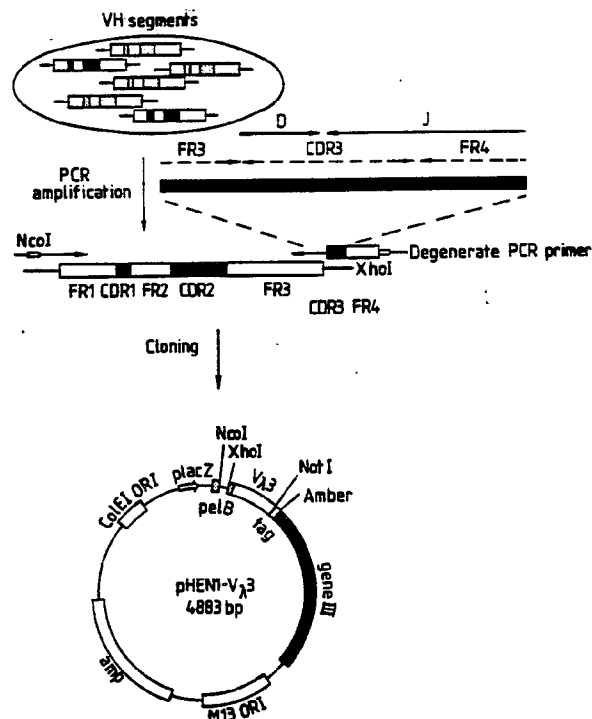 VH segments
D J
FR3 CDR3 FR4
PCR
amplification
NcoI
Degenerate PCR primer
XhoI
FR1 CDR1 FR2 CDR2 FR3
CDR3 FR4
Cloning
NcoI
XhoI
placZ
Vλ3
NotI
Amber
ColEI ORI
pelB
tag
gene III
pHEN1-Vλ3
4883 bp
amp
M13 ORI